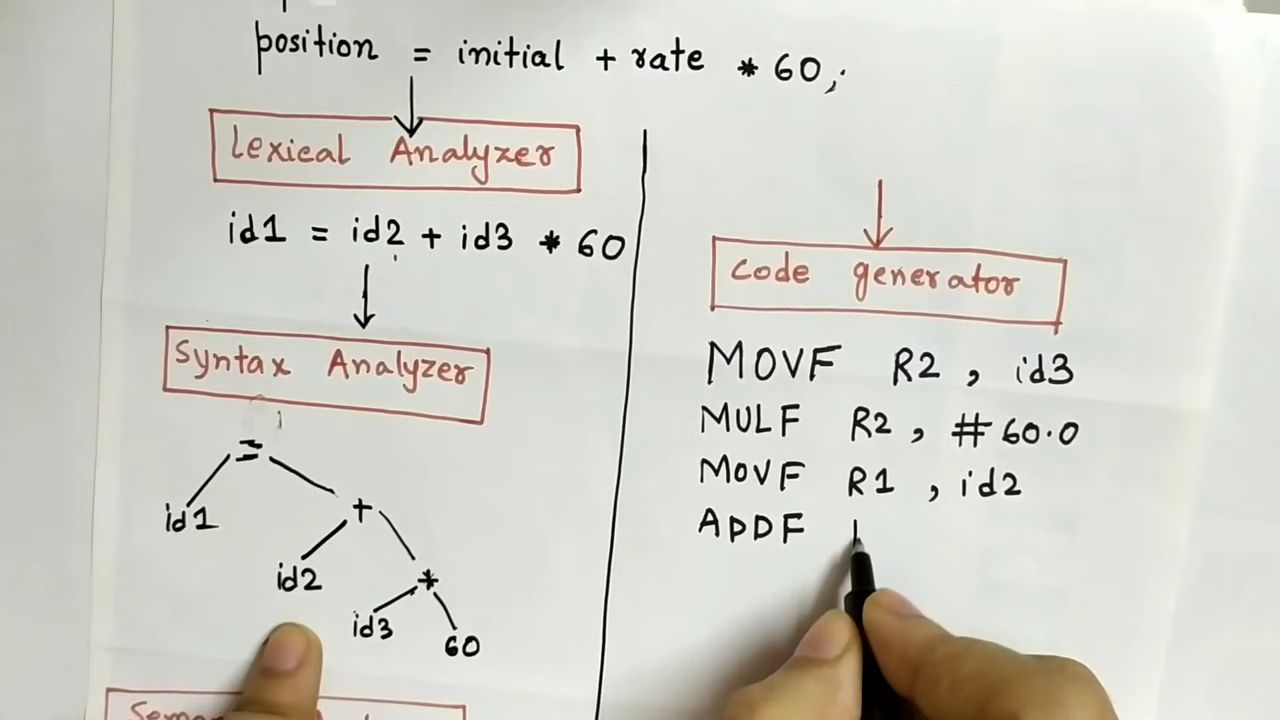 position = initial + rate * 60;
Lexical Analyzer
id1 = id2 + id3 * 60
Syntax Analyzer
=
id1 +
id2 *
id3 60
code generator
MOVF R2 , id3
MULF R2 , #60.0
MOVF R1 , id2
ADDF